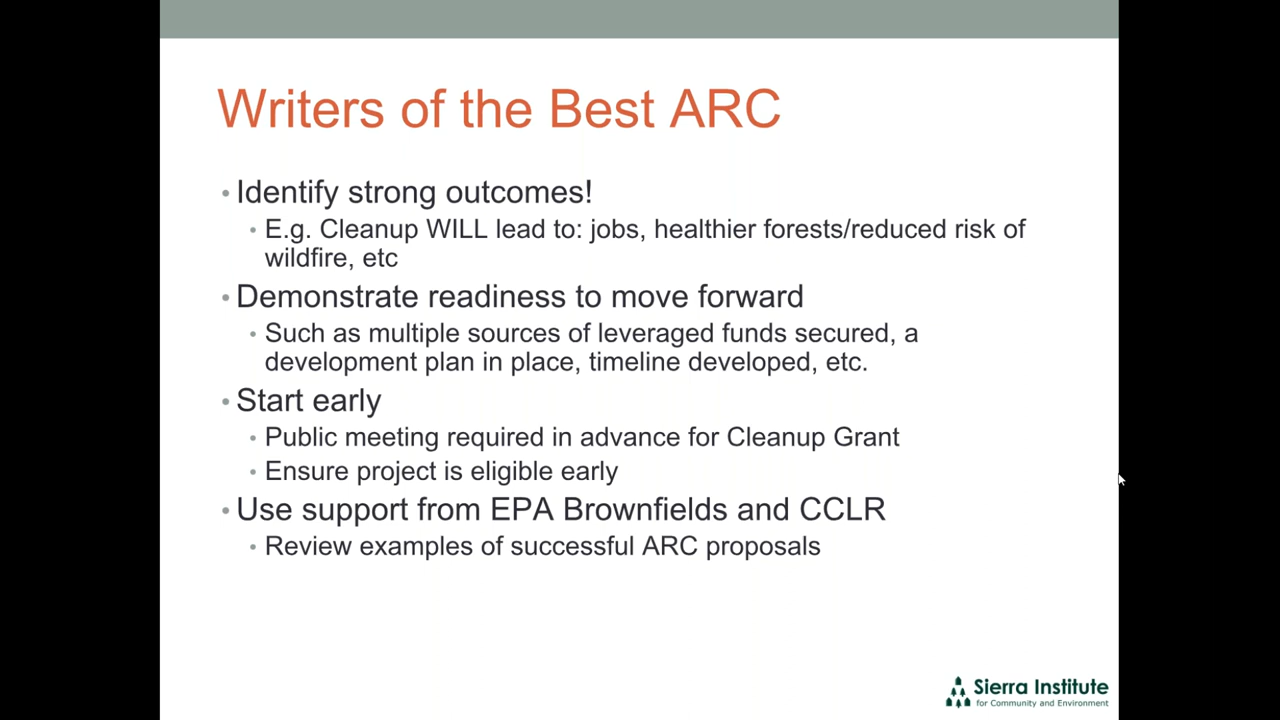 Writers of the Best ARC
• Identify strong outcomes!
• E.g. Cleanup WILL lead to: jobs, healthier forests/reduced risk of
wildfire, etc
• Demonstrate readiness to move forward
• Such as multiple sources of leveraged funds secured, a
development plan in place, timeline developed, etc.
• Start early
• Public meeting required in advance for Cleanup Grant
• Ensure project is eligible early
• Use support from EPA Brownfields and CCLR
• Review examples of successful ARC proposals
Sierra Institute
for Community and Environment